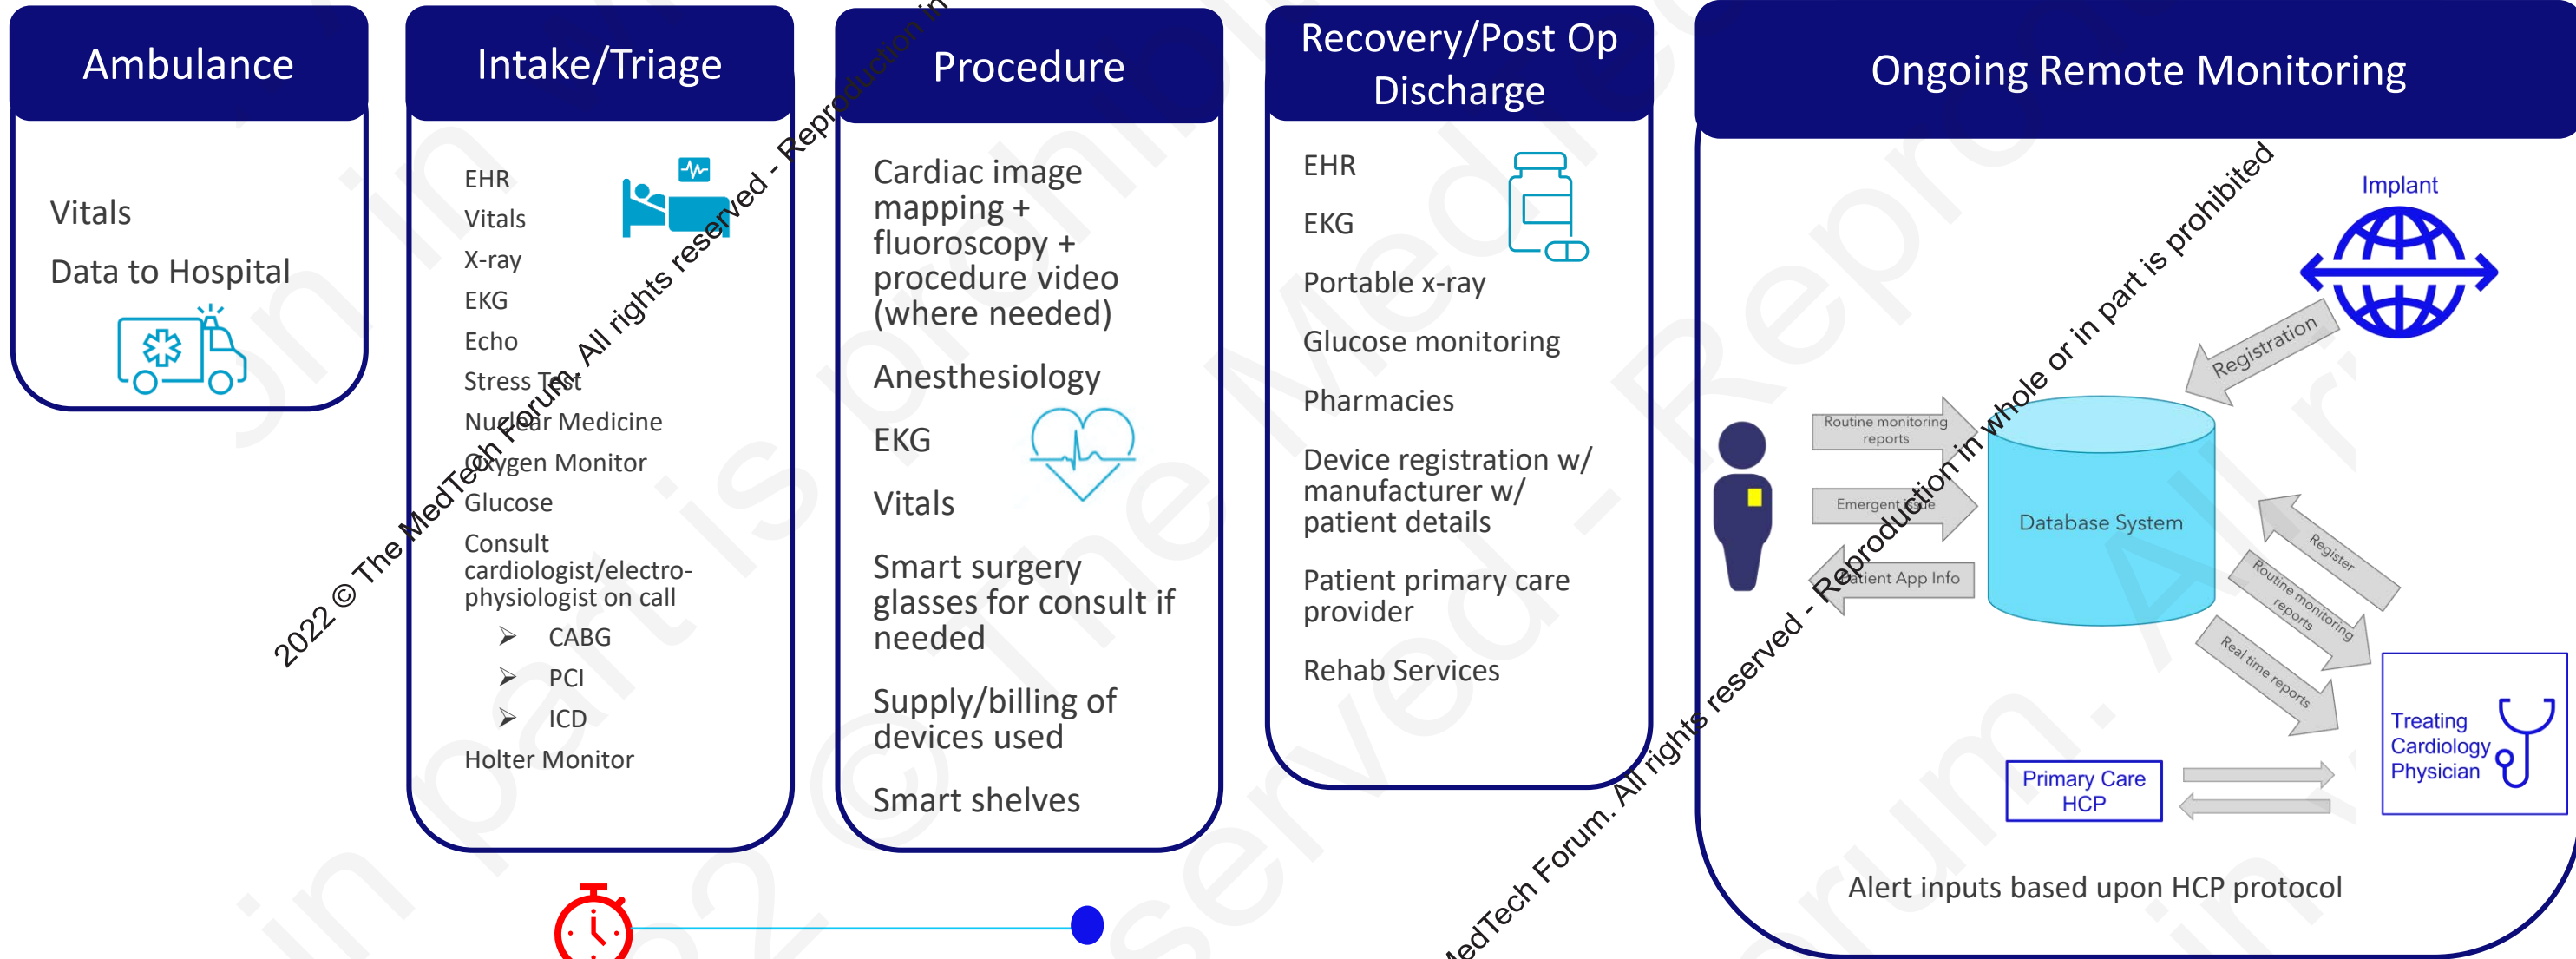 Ambulance
Vitals
Data to Hospital
Intake/Triage
EHR
Vitals
X-ray
EKG
Echo
Stress Test
Nuclear Medicine
Oxygen Monitor
Glucose
Consult
cardiologist/electro-
physiologist on call
➢ CABG
➢ PCI
➢ ICD
Holter Monitor
Procedure
Cardiac image
mapping +
fluoroscopy +
procedure video
(where needed)
Anesthesiology
EKG
Vitals
Smart surgery
glasses for consult if
needed
Supply/billing of
devices used
Smart shelves
Recovery/Post Op
Discharge
EHR
EKG
Portable x-ray
Glucose monitoring
Pharmacies
Device registration w/
manufacturer w/
patient details
Patient primary care
provider
Rehab Services
Ongoing Remote Monitoring
Implant
Registration
Routine monitoring
reports
Emergent issue
Patient App Info
Database System
Register
Routine monitoring
reports
Real time reports
Treating
Cardiology
Physician
Primary Care
HCP
Alert inputs based upon HCP protocol
2022 © The MedTech Forum. All rights reserved - Reproduction in
MedTech Forum. All rights reserved - Reproduction in whole or in part is prohibited